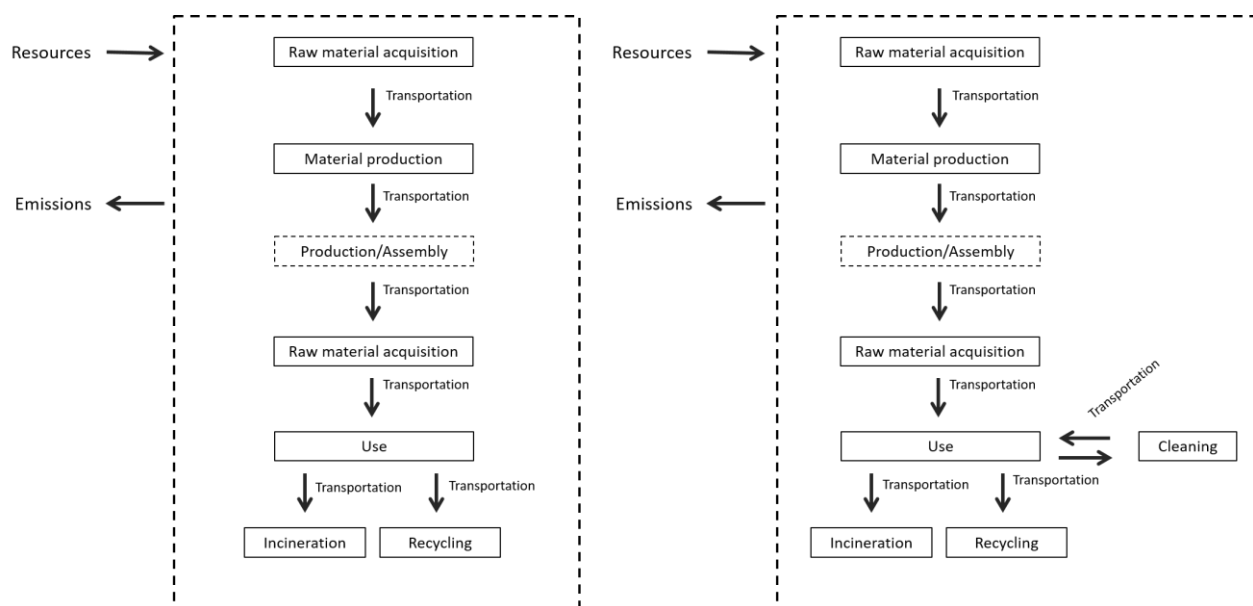 Resources
Raw material acquisition
Transportation
Material production
Emissions
Transportation
Production/Assembly
Transportation
Raw material acquisition
Transportation
Use
Transportation
Transportation
Incineration
Recycling
Resources
Raw material acquisition
Transportation
Material production
Emissions
Transportation
Production/Assembly
Transportation
Raw material acquisition
Transportation
Transportation
Use
Cleaning
Transportation
Transportation
Incineration
Recycling